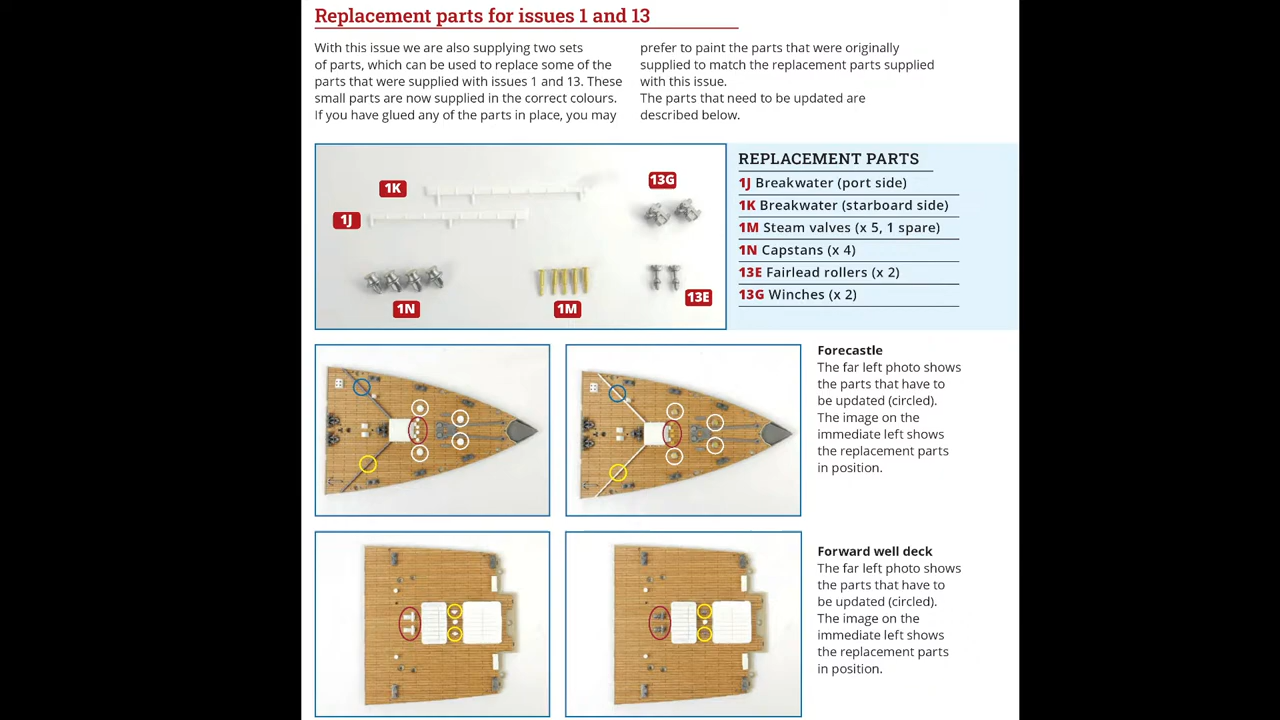 Replacement parts for issues 1 and 13
With this issue we are also supplying two sets
of parts, which can be used to replace some of the
parts that were supplied with issues 1 and 13. These
small parts are now supplied in the correct colours.
If you have glued any of the parts in place, you may
prefer to paint the parts that were originally
supplied to match the replacement parts supplied
with this issue.
The parts that need to be updated are
described below.
1K
1J
13G
1N
1M
13E
REPLACEMENT PARTS
1J Breakwater (port side)
1K Breakwater (starboard side)
1M Steam valves (x 5, 1 spare)
1N Capstans (x 4)
13E Fairlead rollers (x 2)
13G Winches (x 2)
Forecastle
The far left photo shows
the parts that have to
be updated (circled).
The image on the
immediate left shows
the replacement parts
in position.
Forward well deck
The far left photo shows
the parts that have to
be updated (circled).
The image on the
immediate left shows
the replacement parts
in position.